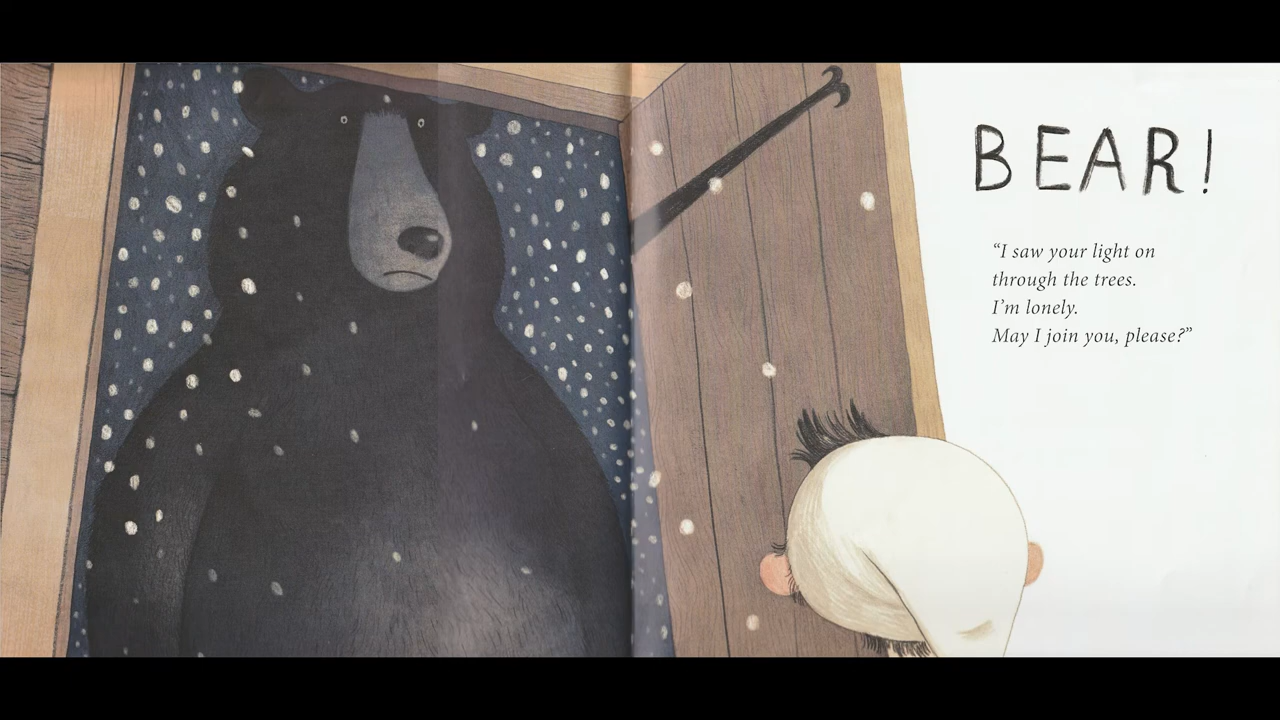 BEAR!
“I saw your light on
through the trees.
I’m lonely.
May I join you, please?”